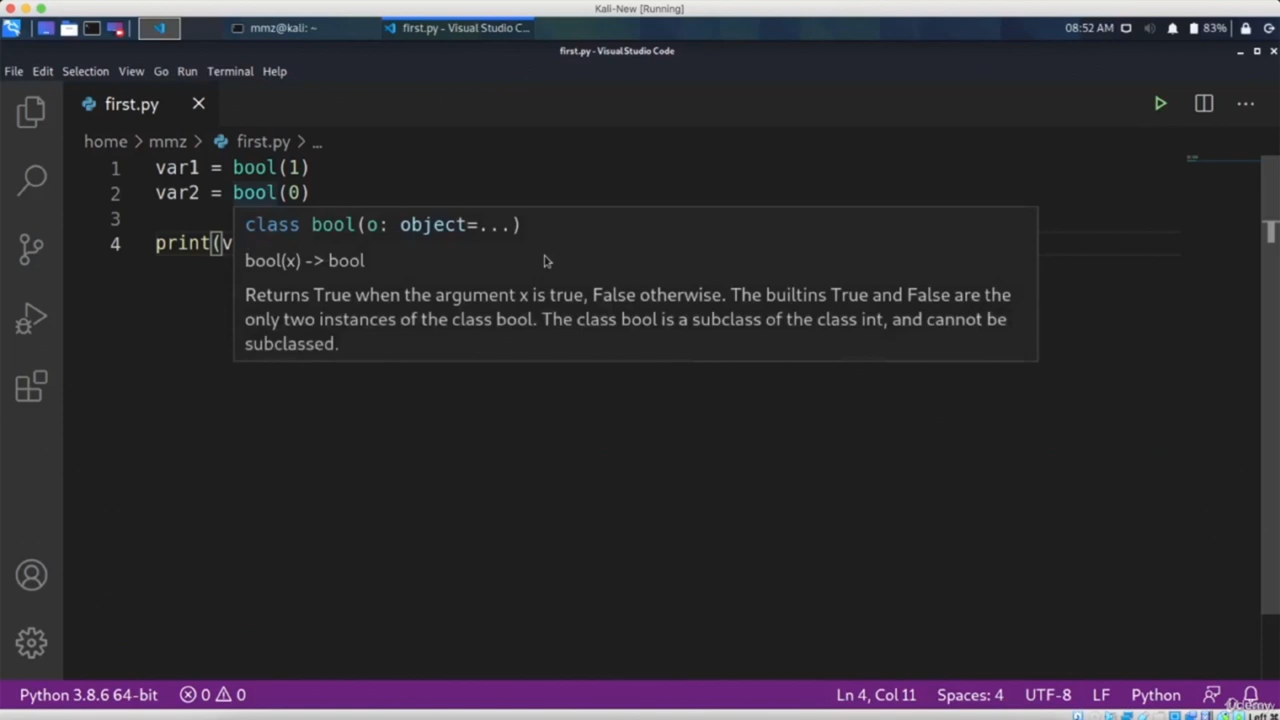 Kali-New [Running]
mmz@kali: ~
first.py - Visual Studio C...
08:52 AM
83%
first.py - Visual Studio Code
File Edit Selection View Go Run Terminal Help
first.py
home > mmz > first.py > ...
1 var1 = bool(1)
2 var2 = bool(0)
3
4 print(v
class bool(o: object=...)
bool(x) -> bool
Returns True when the argument x is true, False otherwise. The builtins True and False are the
only two instances of the class bool. The class bool is a subclass of the class int, and cannot be
subclassed.
Python 3.8.6 64-bit 0 0 Ln 4, Col 11 Spaces: 4 UTF-8 LF Python
Udemy
Left ⌘